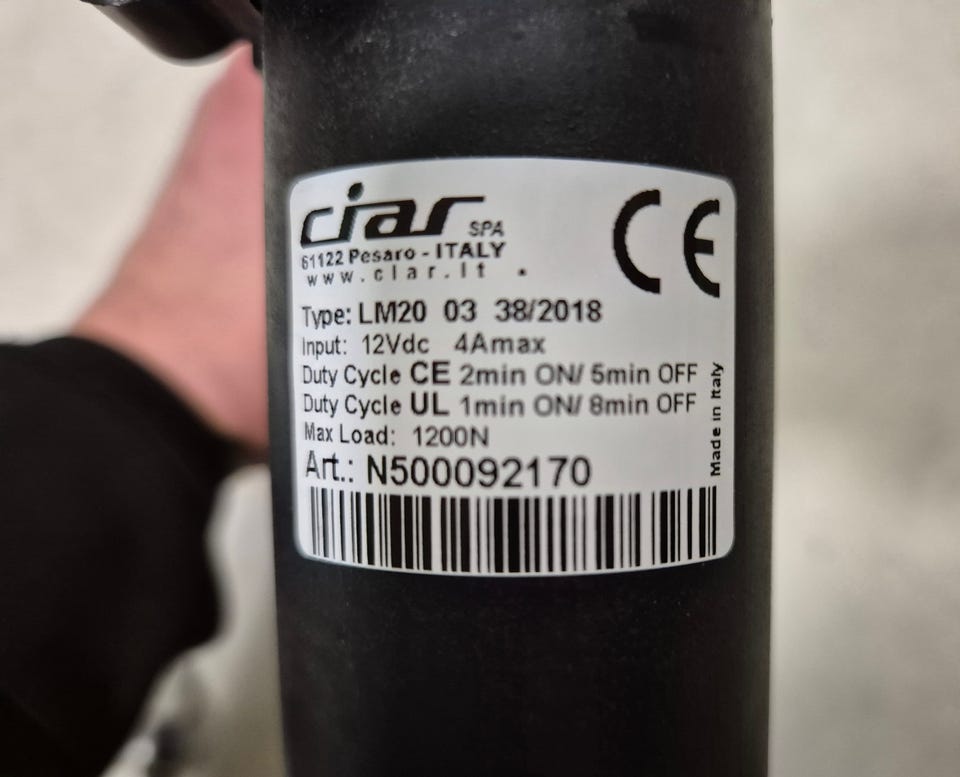 ciar SPA
61122 Pesaro - ITALY
www.ciar.it
CE
Type: LM20 03 38/2018
Input: 12Vdc 4Amax
Duty Cycle CE 2min ON/ 5min OFF
Duty Cycle UL 1min ON/ 8min OFF
Max Load: 1200N
Art.: N500092170
Made in Italy